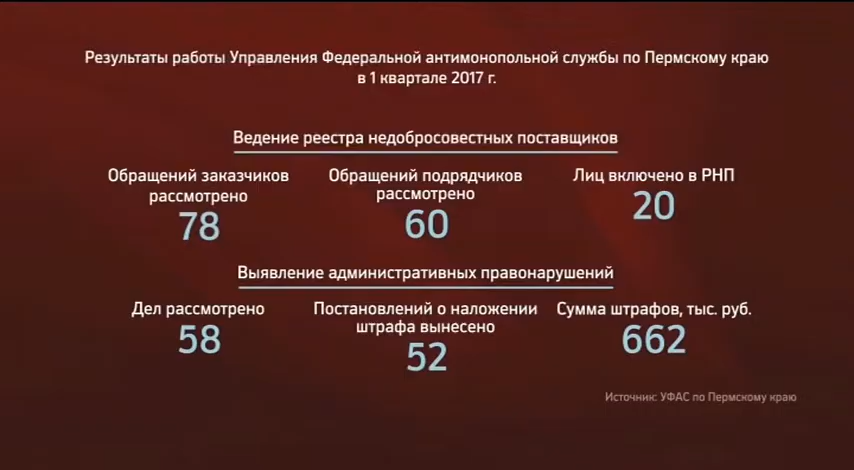 Результаты работы Управления Федеральной антимонопольной службы по Пермскому краю
в 1 квартале 2017 г.
Ведение реестра недобросовестных поставщиков
Обращений заказчиков
рассмотрено
78
Обращений подрядчиков
рассмотрено
60
Лиц включено в РНП
20
Выявление административных правонарушений
Дел рассмотрено
58
Постановлений о наложении
штрафа вынесено
52
Сумма штрафов, тыс. руб.
662
Источник: УФАС по Пермскому краю